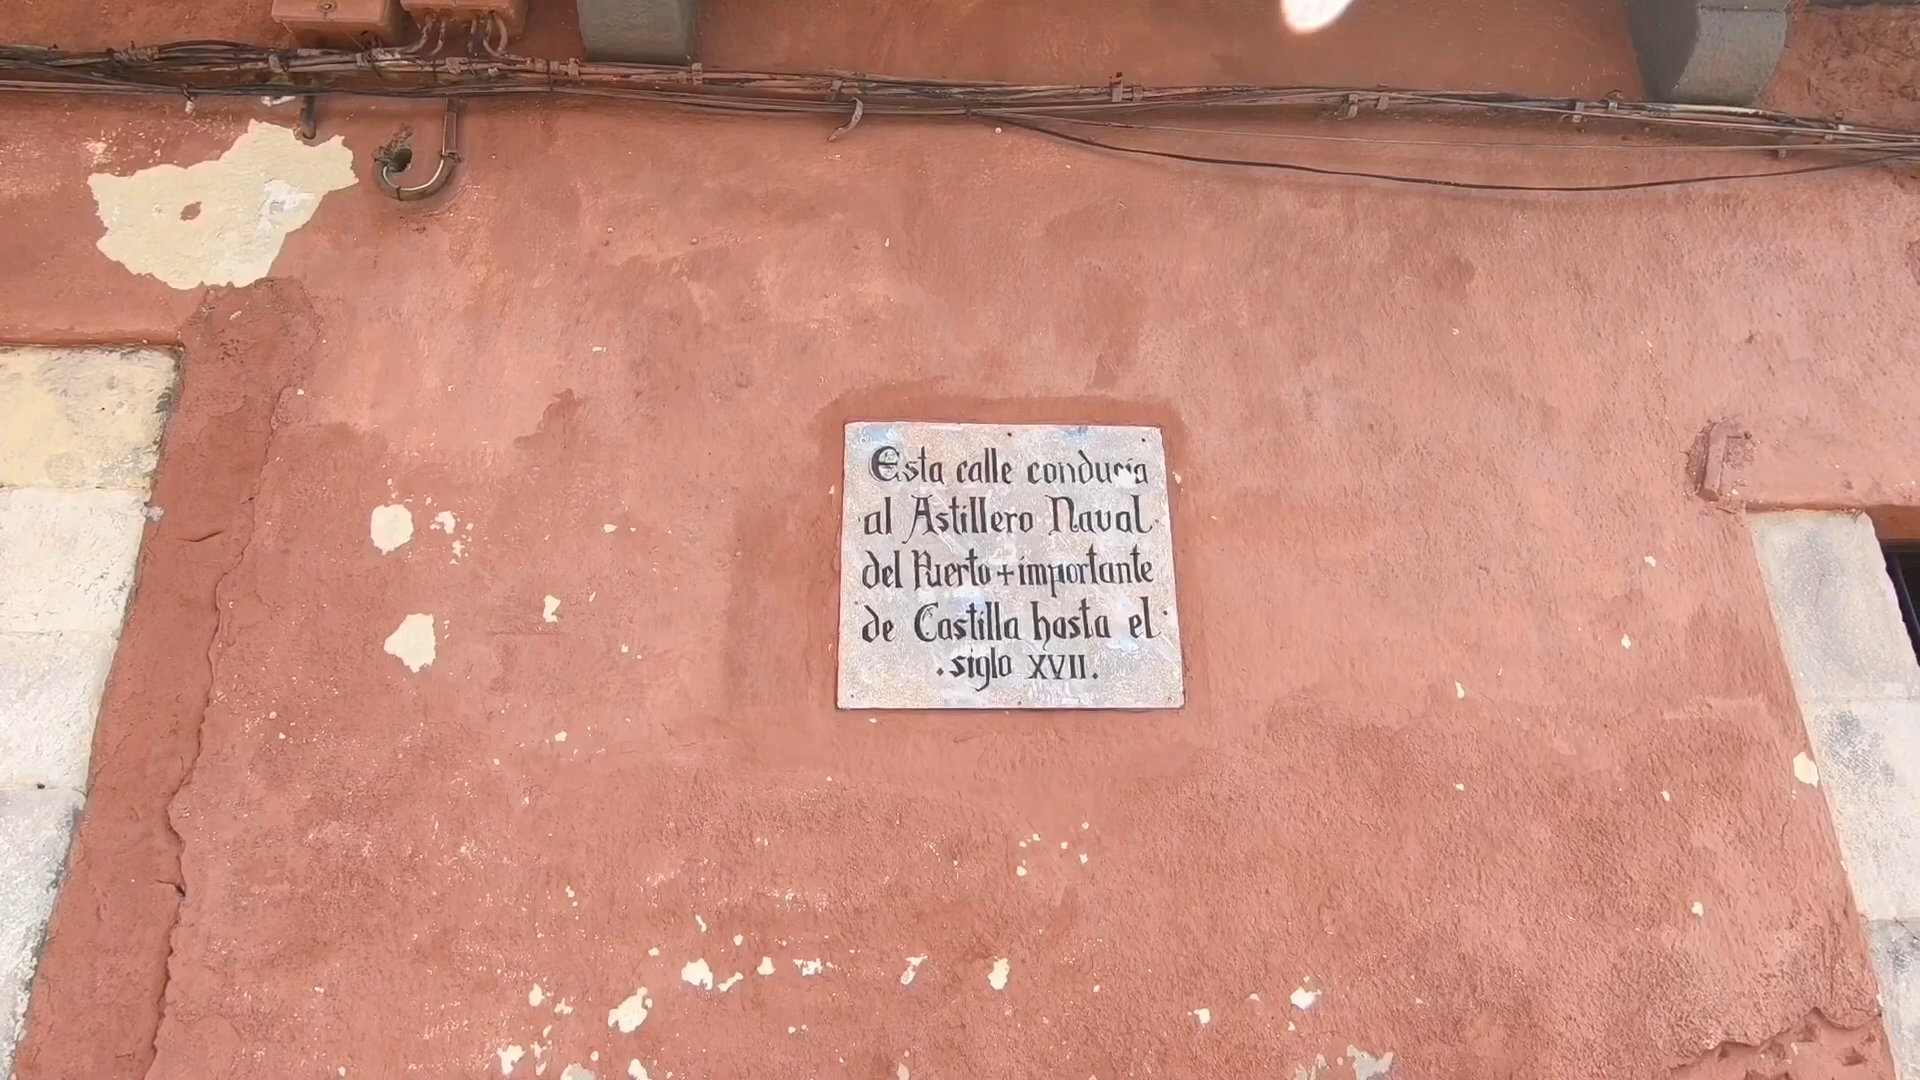 Esta calle conducía
al Astillero Naval
del Puerto + importante
de Castilla hasta el
. siglo XVII.